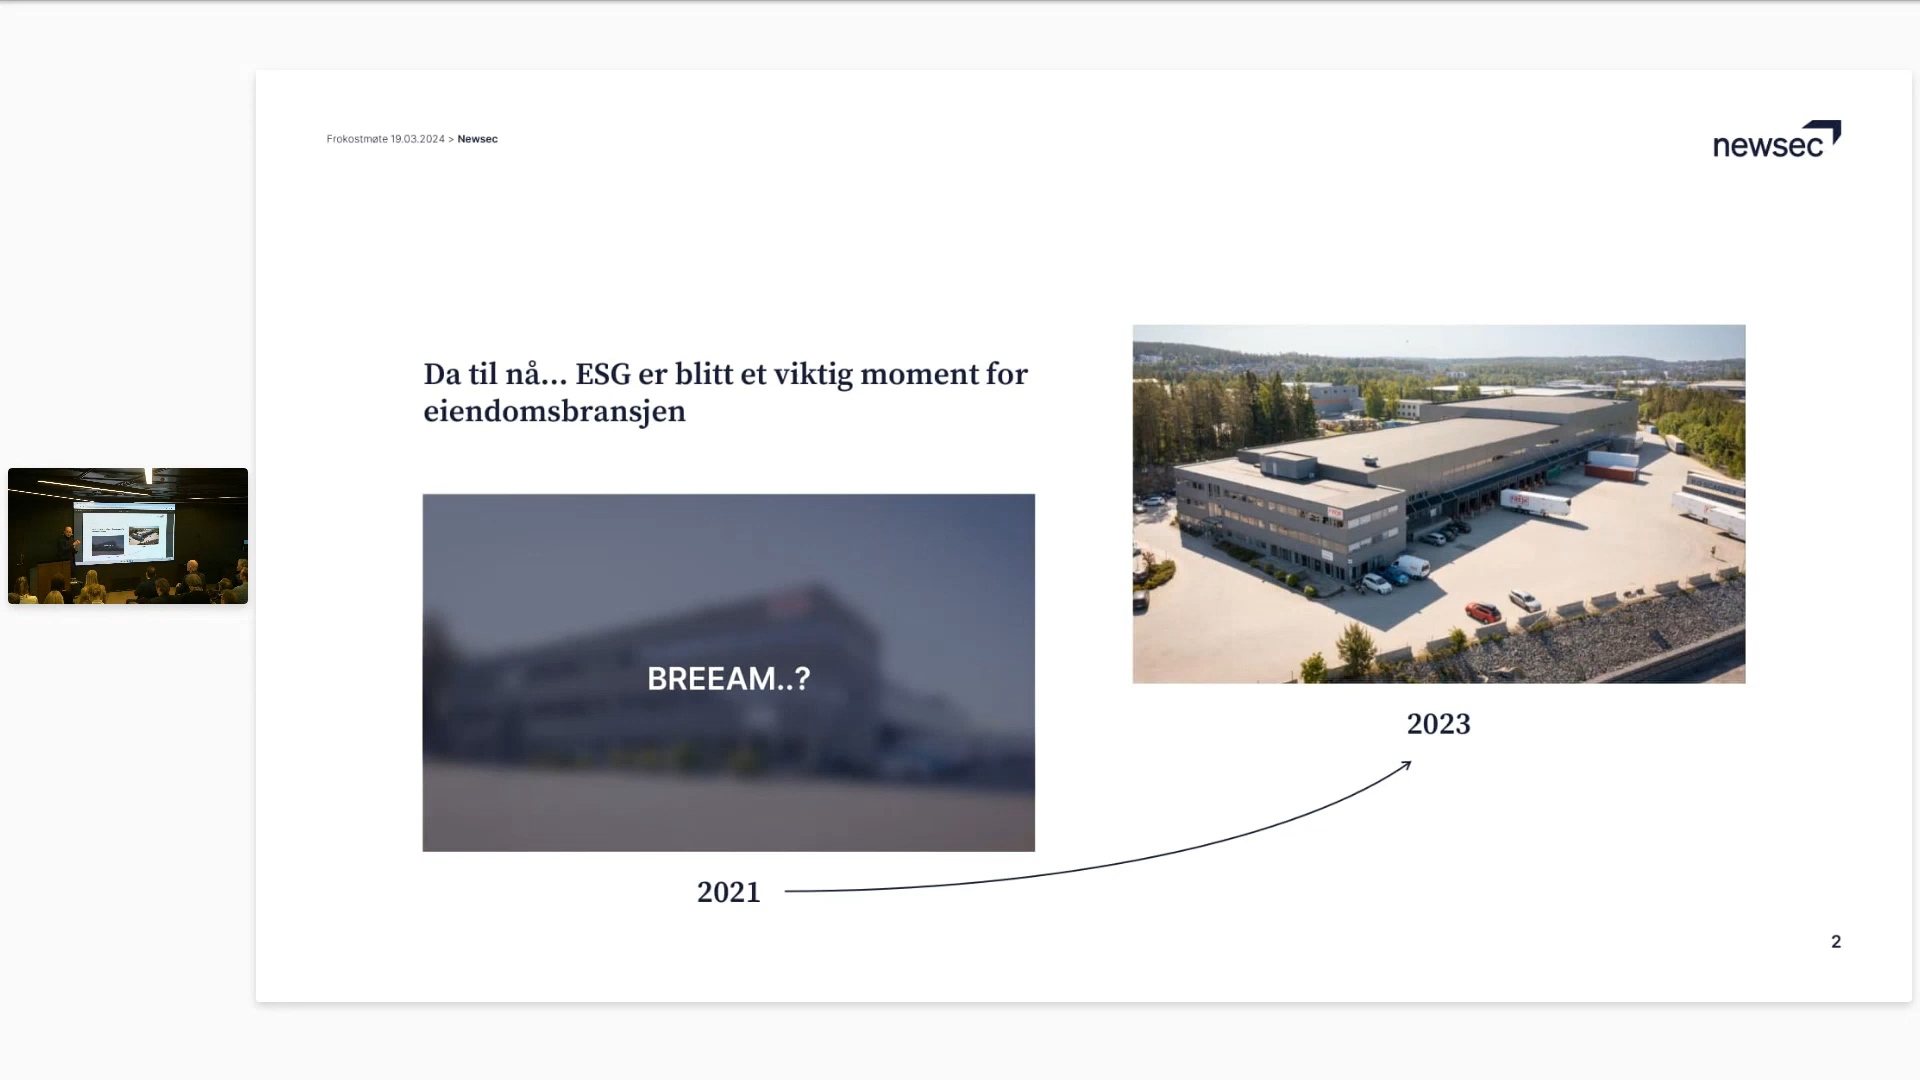 Frokostmøte 19.03.2024 > Newsec
newsec
Da til nå... ESG er blitt et viktig moment for
eiendomsbransjen
BREEAM..?
2021
2023
2